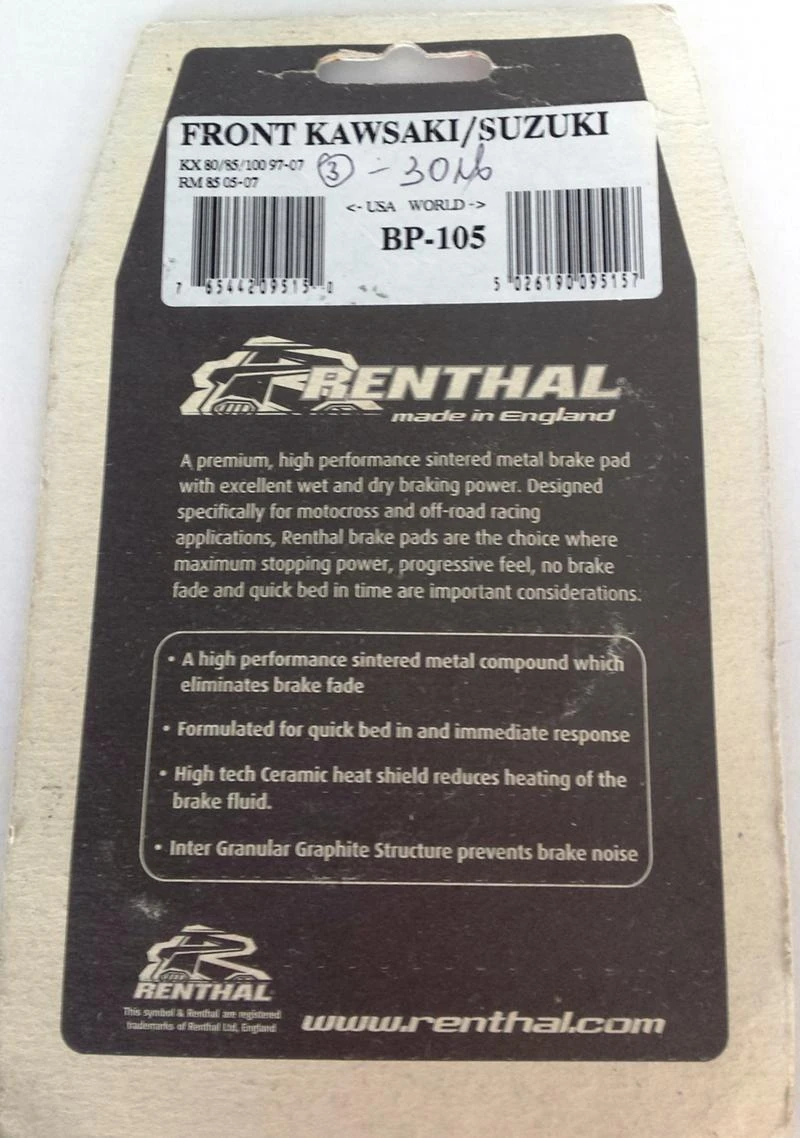 FRONT KAWSAKI/SUZUKI
KX 80/85/100 97-07
RM 85 05-07
③ - 30
<- USA WORLD ->
BP-105
7 65442 09515 0
5 026190 095157
RENTHAL
made in England
A premium, high performance sintered metal brake pad
with excellent wet and dry braking power. Designed
specifically for motocross and off-road racing
applications, Renthal brake pads are the choice where
maximum stopping power, progressive feel, no brake
fade and quick bed in time are important considerations.
• A high performance sintered metal compound which
eliminates brake fade
• Formulated for quick bed in and immediate response
• High tech Ceramic heat shield reduces heating of the
brake fluid.
• Inter Granular Graphite Structure prevents brake noise
RENTHAL
This symbol & Renthal are registered
trademarks of Renthal Ltd, England
www.renthal.com